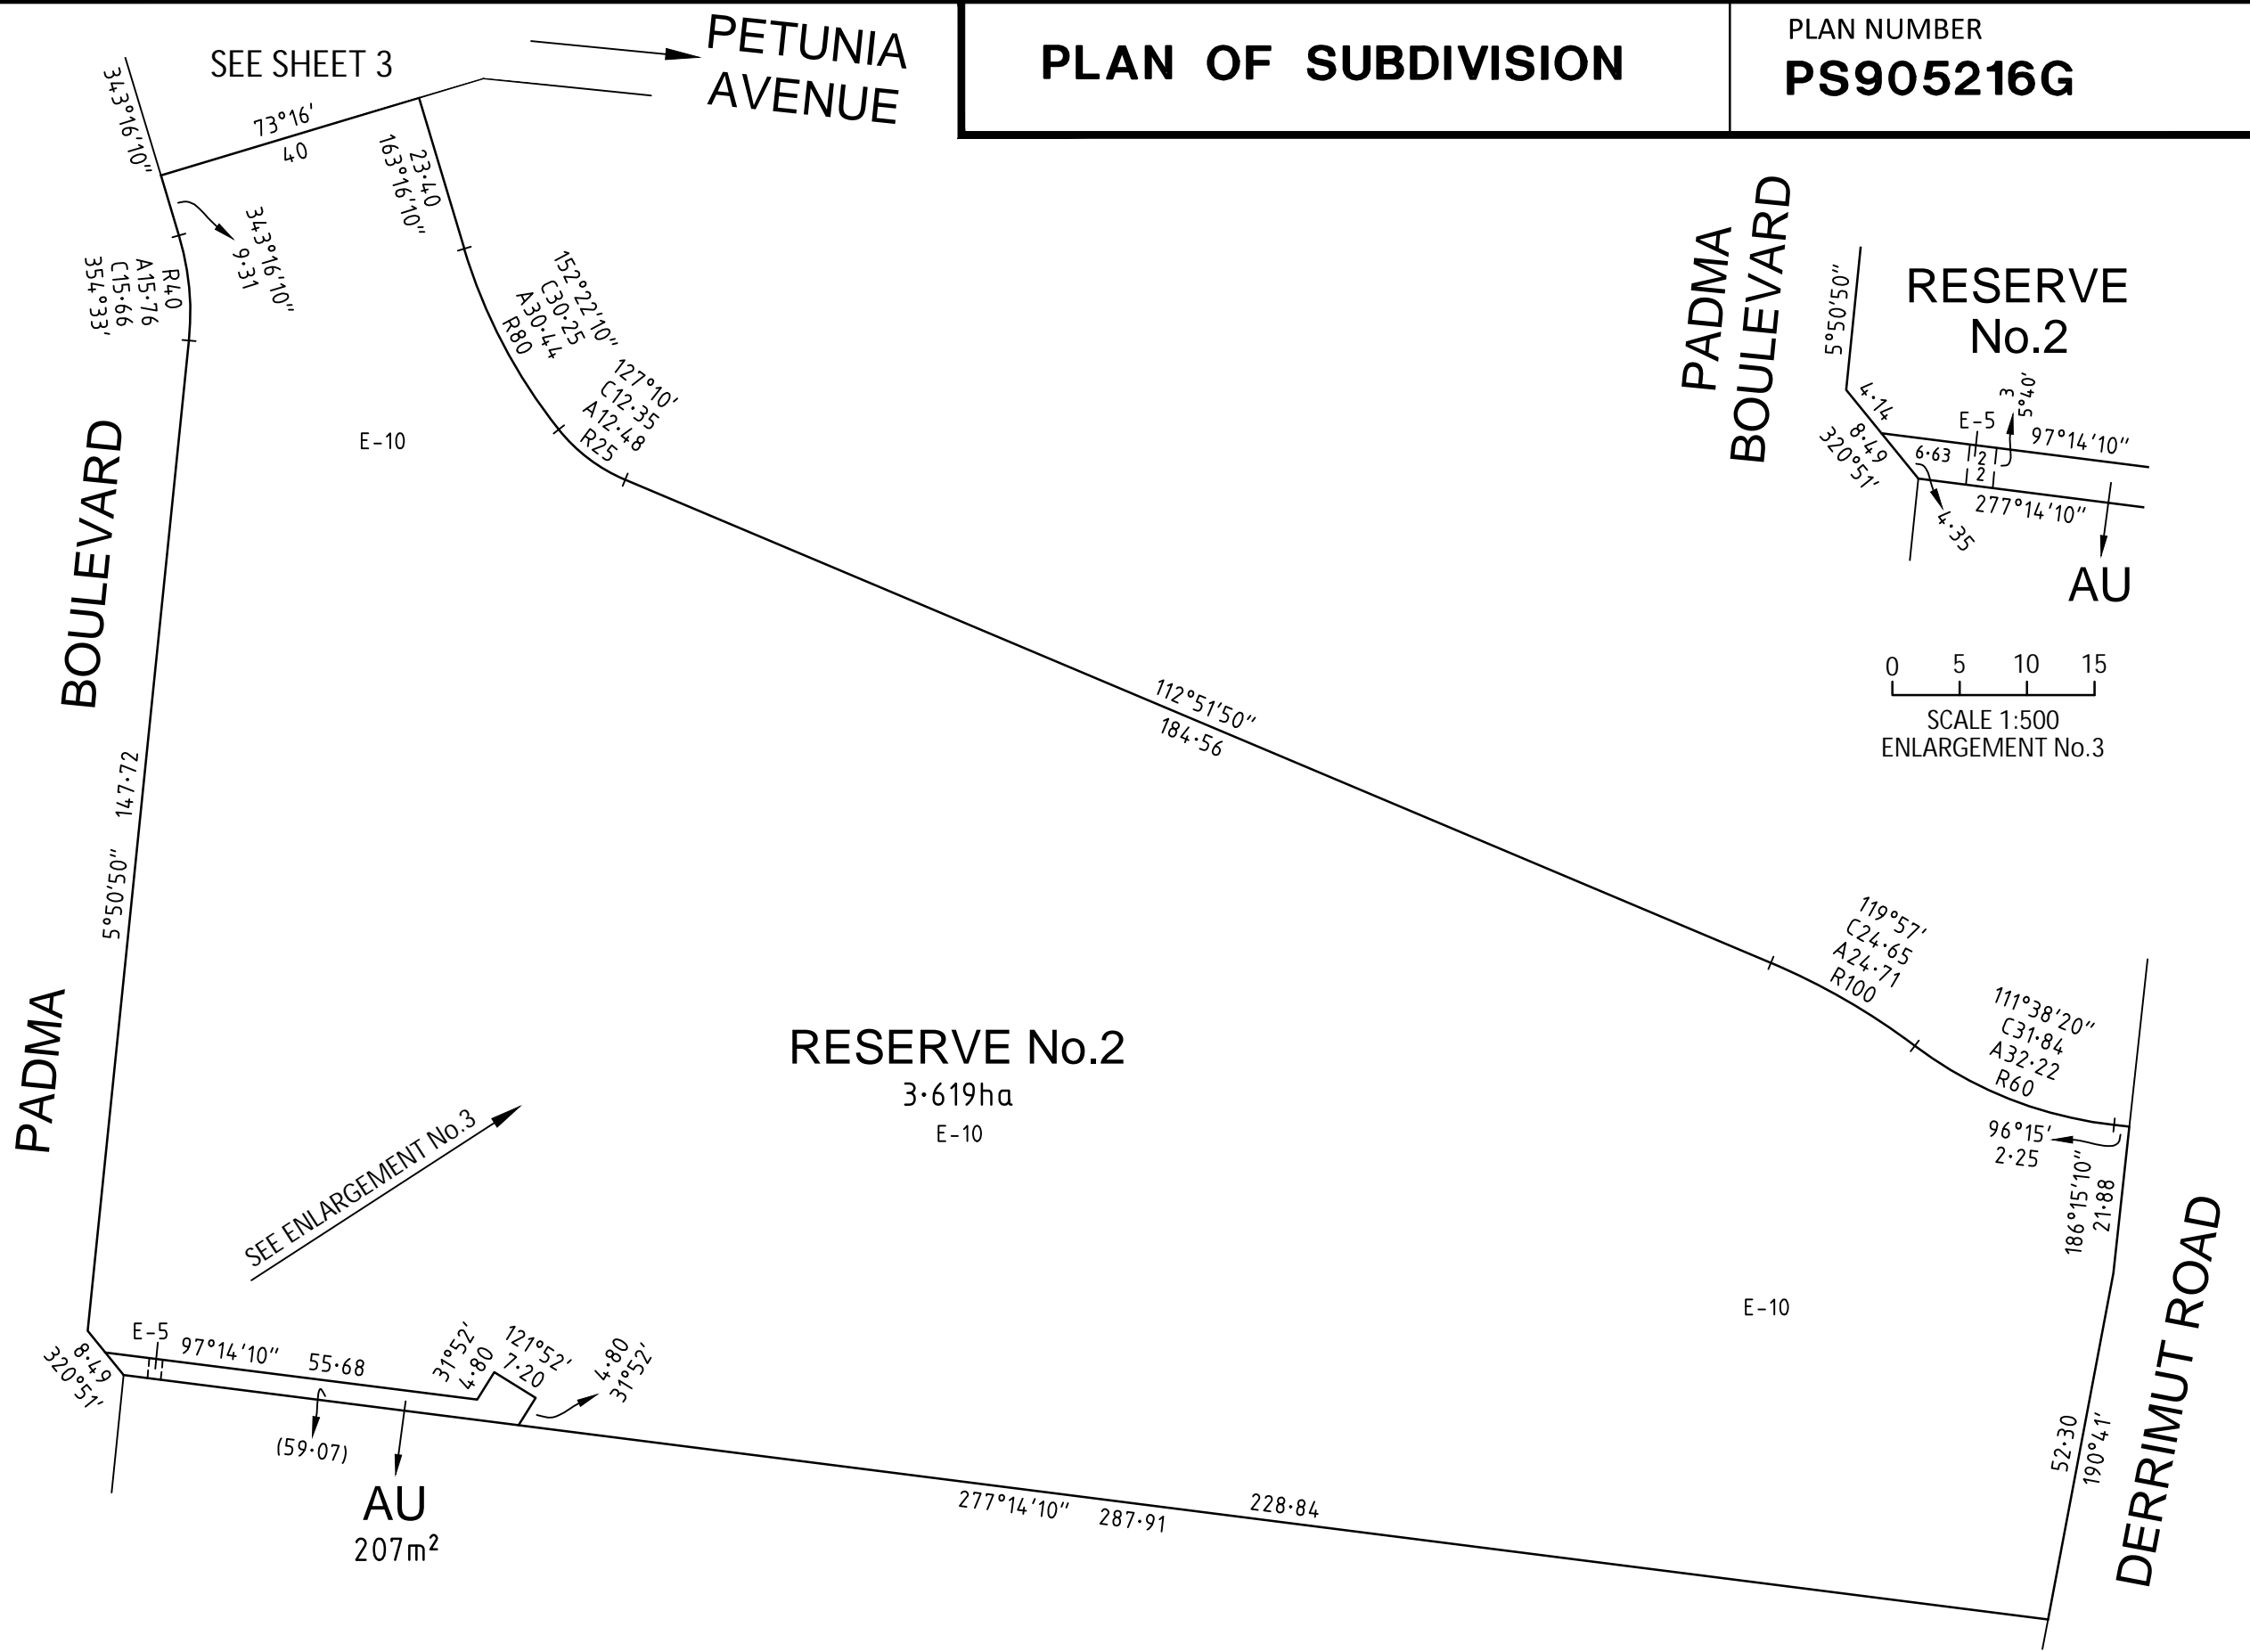 PLAN OF SUBDIVISION
PLAN NUMBER
PS905216G
SEE SHEET 3
PETUNIA
AVENUE
343°16'10"
73°16'
40
23·40
163°16'10"
343°16'10"
9·31
R40
A15·76
C15·66
354°33'
152°22'10"
C30·25
A30·44
R80
127°10'
C12·35
A12·48
R25
E-10
PADMA
BOULEVARD
5°50'50"
RESERVE
No.2
4·14
8·49
320°51'
E-5
3
5°40'
97°14'10"
6·63
2
2
277°14'10"
4·35
AU
0 5 10 15
SCALE 1:500
ENLARGEMENT No.3
BOULEVARD
112°51'50"
184·56
147·72
5°50'50"
PADMA
119°57'
C24·65
A24·71
R100
111°38'20"
C31·84
A32·22
R60
96°15'
2·25
186°15'10"
21·88
RESERVE No.2
3·619ha
E-10
SEE ENLARGEMENT No.3
E-10
DERRIMUT ROAD
E-5
97°14'10" 55·68
8·49
320°51'
31°52'
4·80
121°52'
7·20
4·80
31°52'
(59·07)
AU
207m²
277°14'10" 287·91
228·84
52·30
190°41'